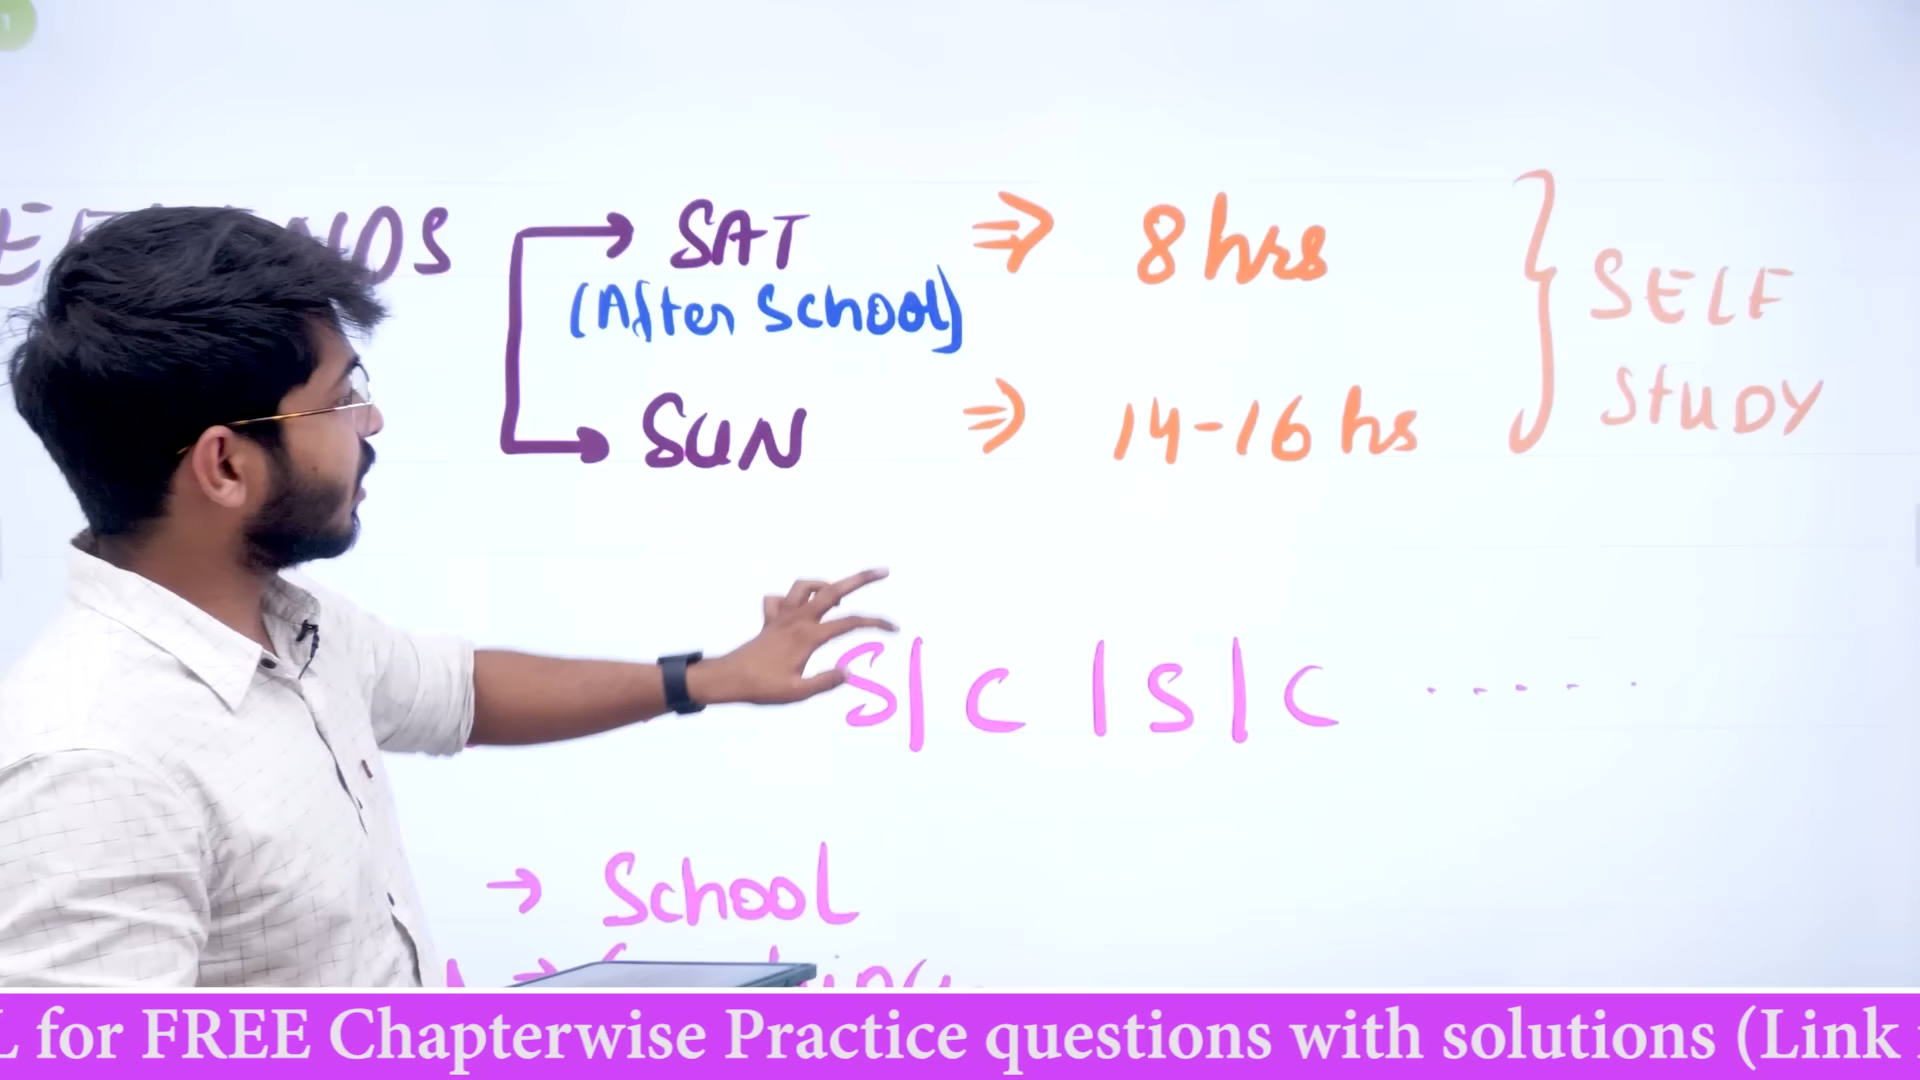 SAT ⇒ 8 hrs
(After School)
SELF
STUDY
SUN ⇒ 14-16 hs
S| C | S | C .....
→ School
L for FREE Chapterwise Practice questions with solutions (Link